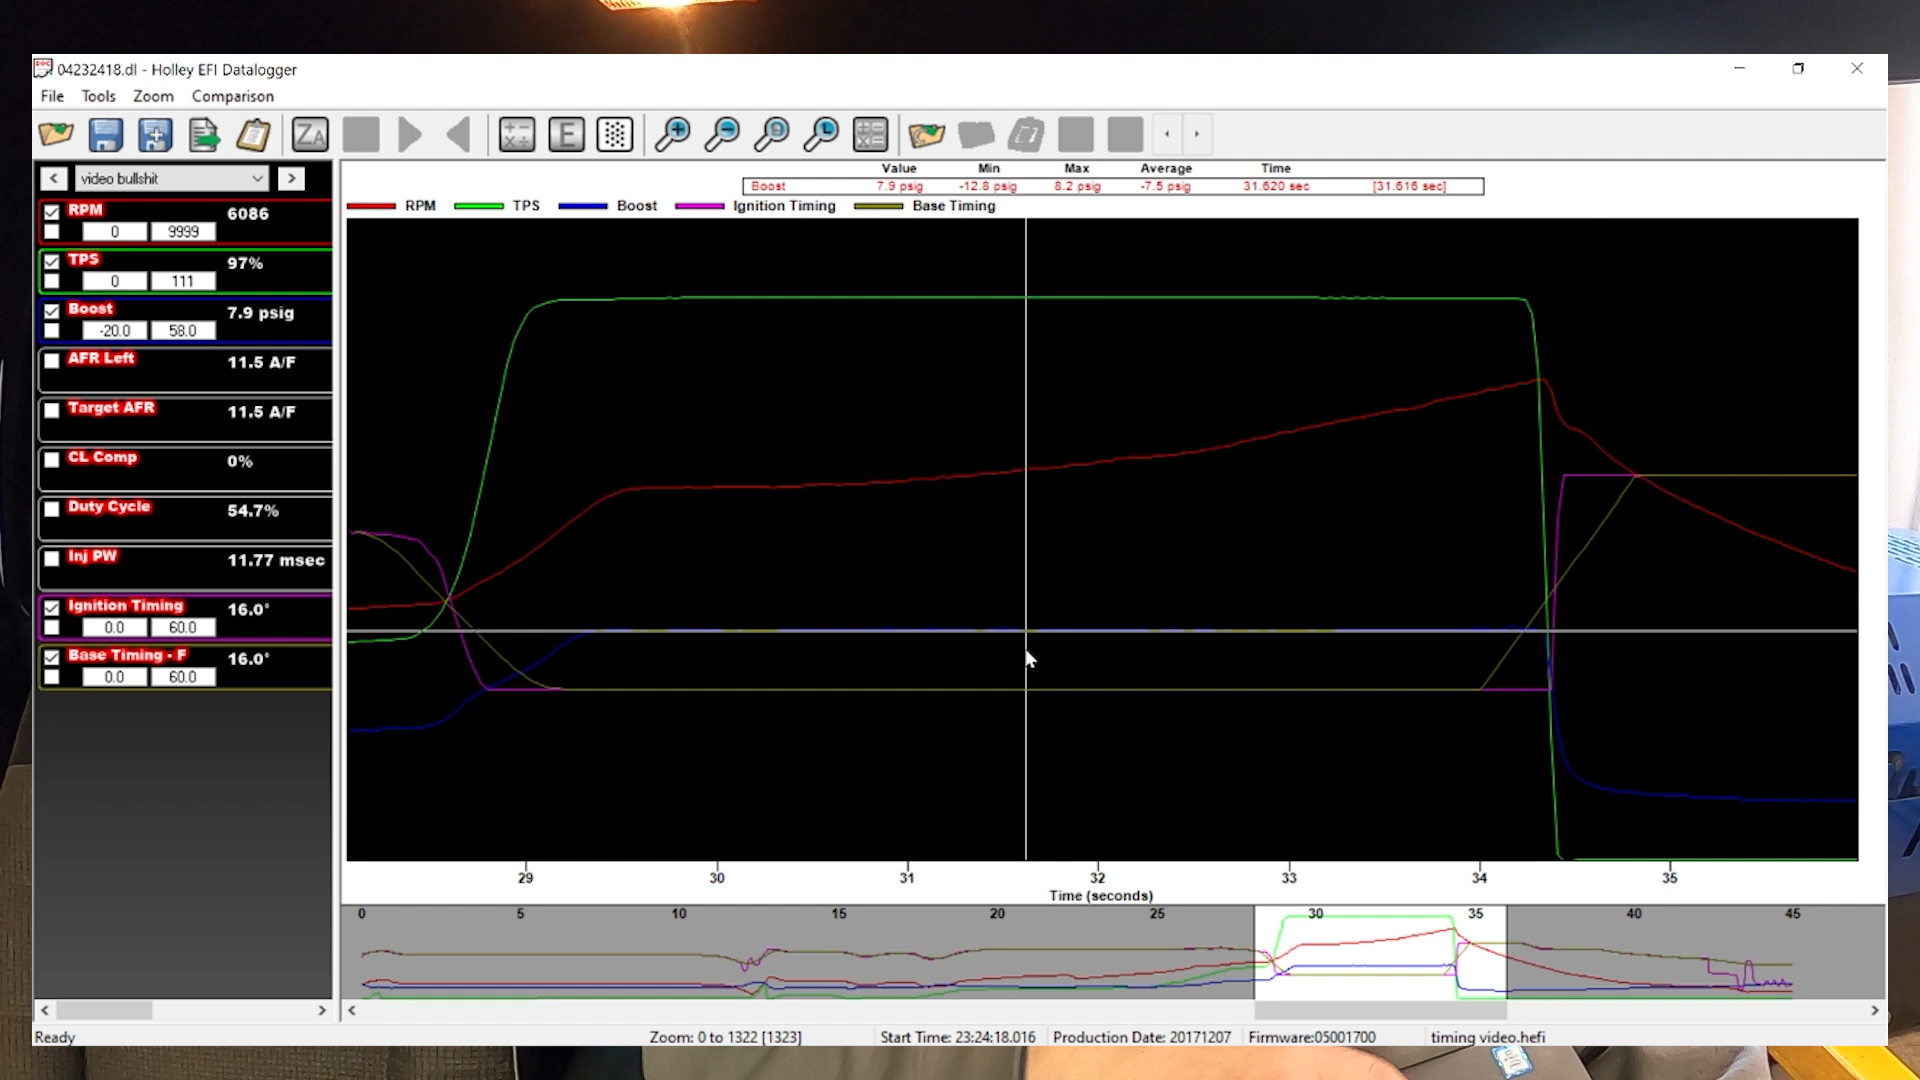 04232418.dl - Holley EFI Datalogger
File Tools Zoom Comparison
ZA
E
< video bullshit >
RPM 6086
0 9999
TPS 97%
0 111
Boost 7.9 psig
-20.0 58.0
AFR Left 11.5 A/F
Target AFR 11.5 A/F
CL Comp 0%
Duty Cycle 54.7%
Inj PW 11.77 msec
Ignition Timing 16.0°
0.0 60.0
Base Timing - F 16.0°
0.0 60.0
Value Min Max Average Time
Boost 7.9 psig -12.8 psig 8.2 psig -7.5 psig 31.620 sec [31.616 sec]
RPM TPS Boost Ignition Timing Base Timing
29 30 31 32 33 34 35
Time (seconds)
0 5 10 15 20 25 30 35 40 45
Ready Zoom: 0 to 1322 [1323] Start Time: 23:24:18.016 Production Date: 20171207 Firmware:05001700 timing video.hefi